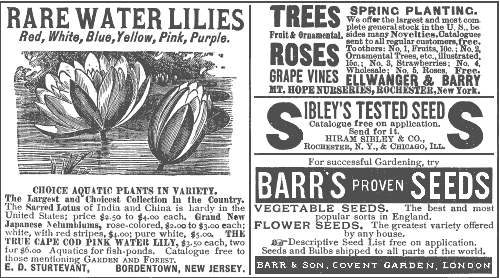 RARE WATER LILIES
Red, White, Blue, Yellow, Pink, Purple.
CHOICE AQUATIC PLANTS IN VARIETY.
The Largest and Choicest Collection in the Country.
The Sacred Lotus of India and China is hardy in the
United States; price $2.50 to $4.00 each. Grand New
Japanese Nelumbiums, rose-colored, $2.00 to $3.00 each;
white, with red stripes, $4.00; pure white, $5.00. THE
TRUE CAPE COD PINK WATER LILY, $3.50 each, two
for $6.00 Aquatics for fish-ponds. Catalogue free to
those mentioning GARDEN AND FOREST.
E. D. STURTEVANT, BORDENTOWN, NEW JERSEY.
TREES
Fruit & Ornamental.
ROSES
GRAPE VINES
SPRING PLANTING.
We offer the largest and most com
plete general stock in the U. S., be
sides many Novelties. Catalogues
sent to all regular customers, free.
To others: No. 1, Fruits, 10c.; No. 2,
Ornamental Trees, etc., illustrated,
15c.; No. 3, Strawberries; No. 4,
Wholesale; No. 5, Roses, Free.
ELLWANGER & BARRY
MT. HOPE NURSERIES, ROCHESTER, New York.
SIBLEY'S TESTED SEEDS
Catalogue free on application.
Send for it.
HIRAM SIBLEY & CO.,
ROCHESTER, N. Y., & CHICAGO, ILL.
For successful Gardening, try
BARR'S PROVEN SEEDS
VEGETABLE SEEDS. The best and most
popular sorts in England.
FLOWER SEEDS. The greatest variety offered
by any house.
☞ Descriptive Seed List free on application.
Seeds and Bulbs shipped to all parts of the world.
BARR & SON, COVENT GARDEN, LONDON